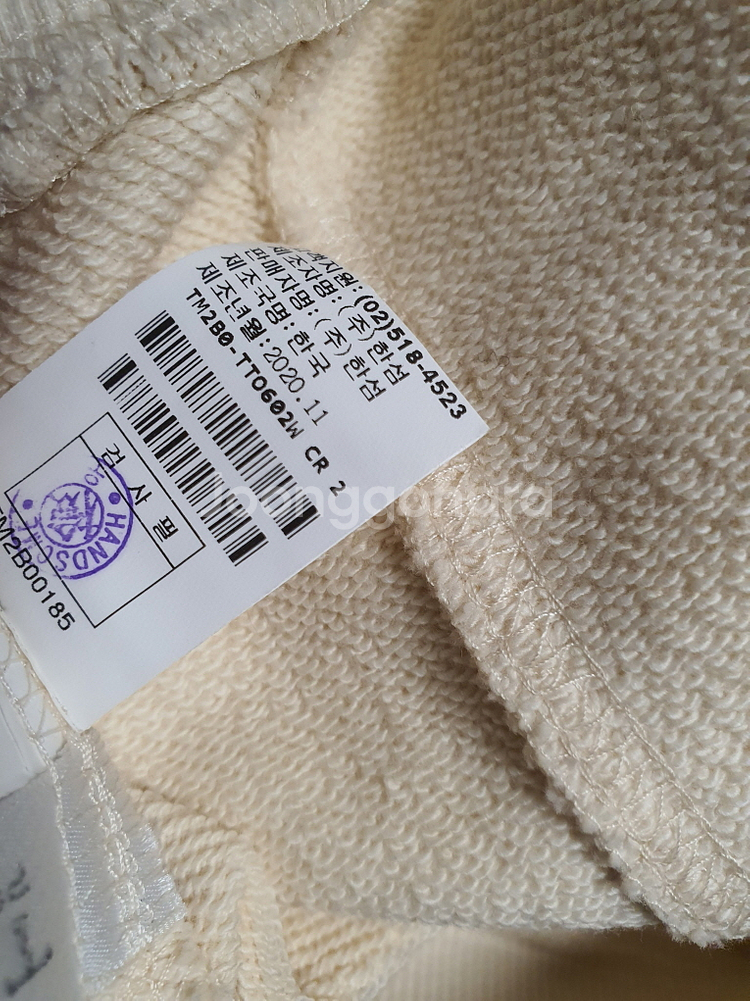 (02)518-4523
제조자명: (주)한섬
판매자명: (주)한섬
제조국명: 한국
제조년월: 2020.11
TM2B0-TTO602W CR 2
검사필
HANDSOME
M2B00185
joonggonara